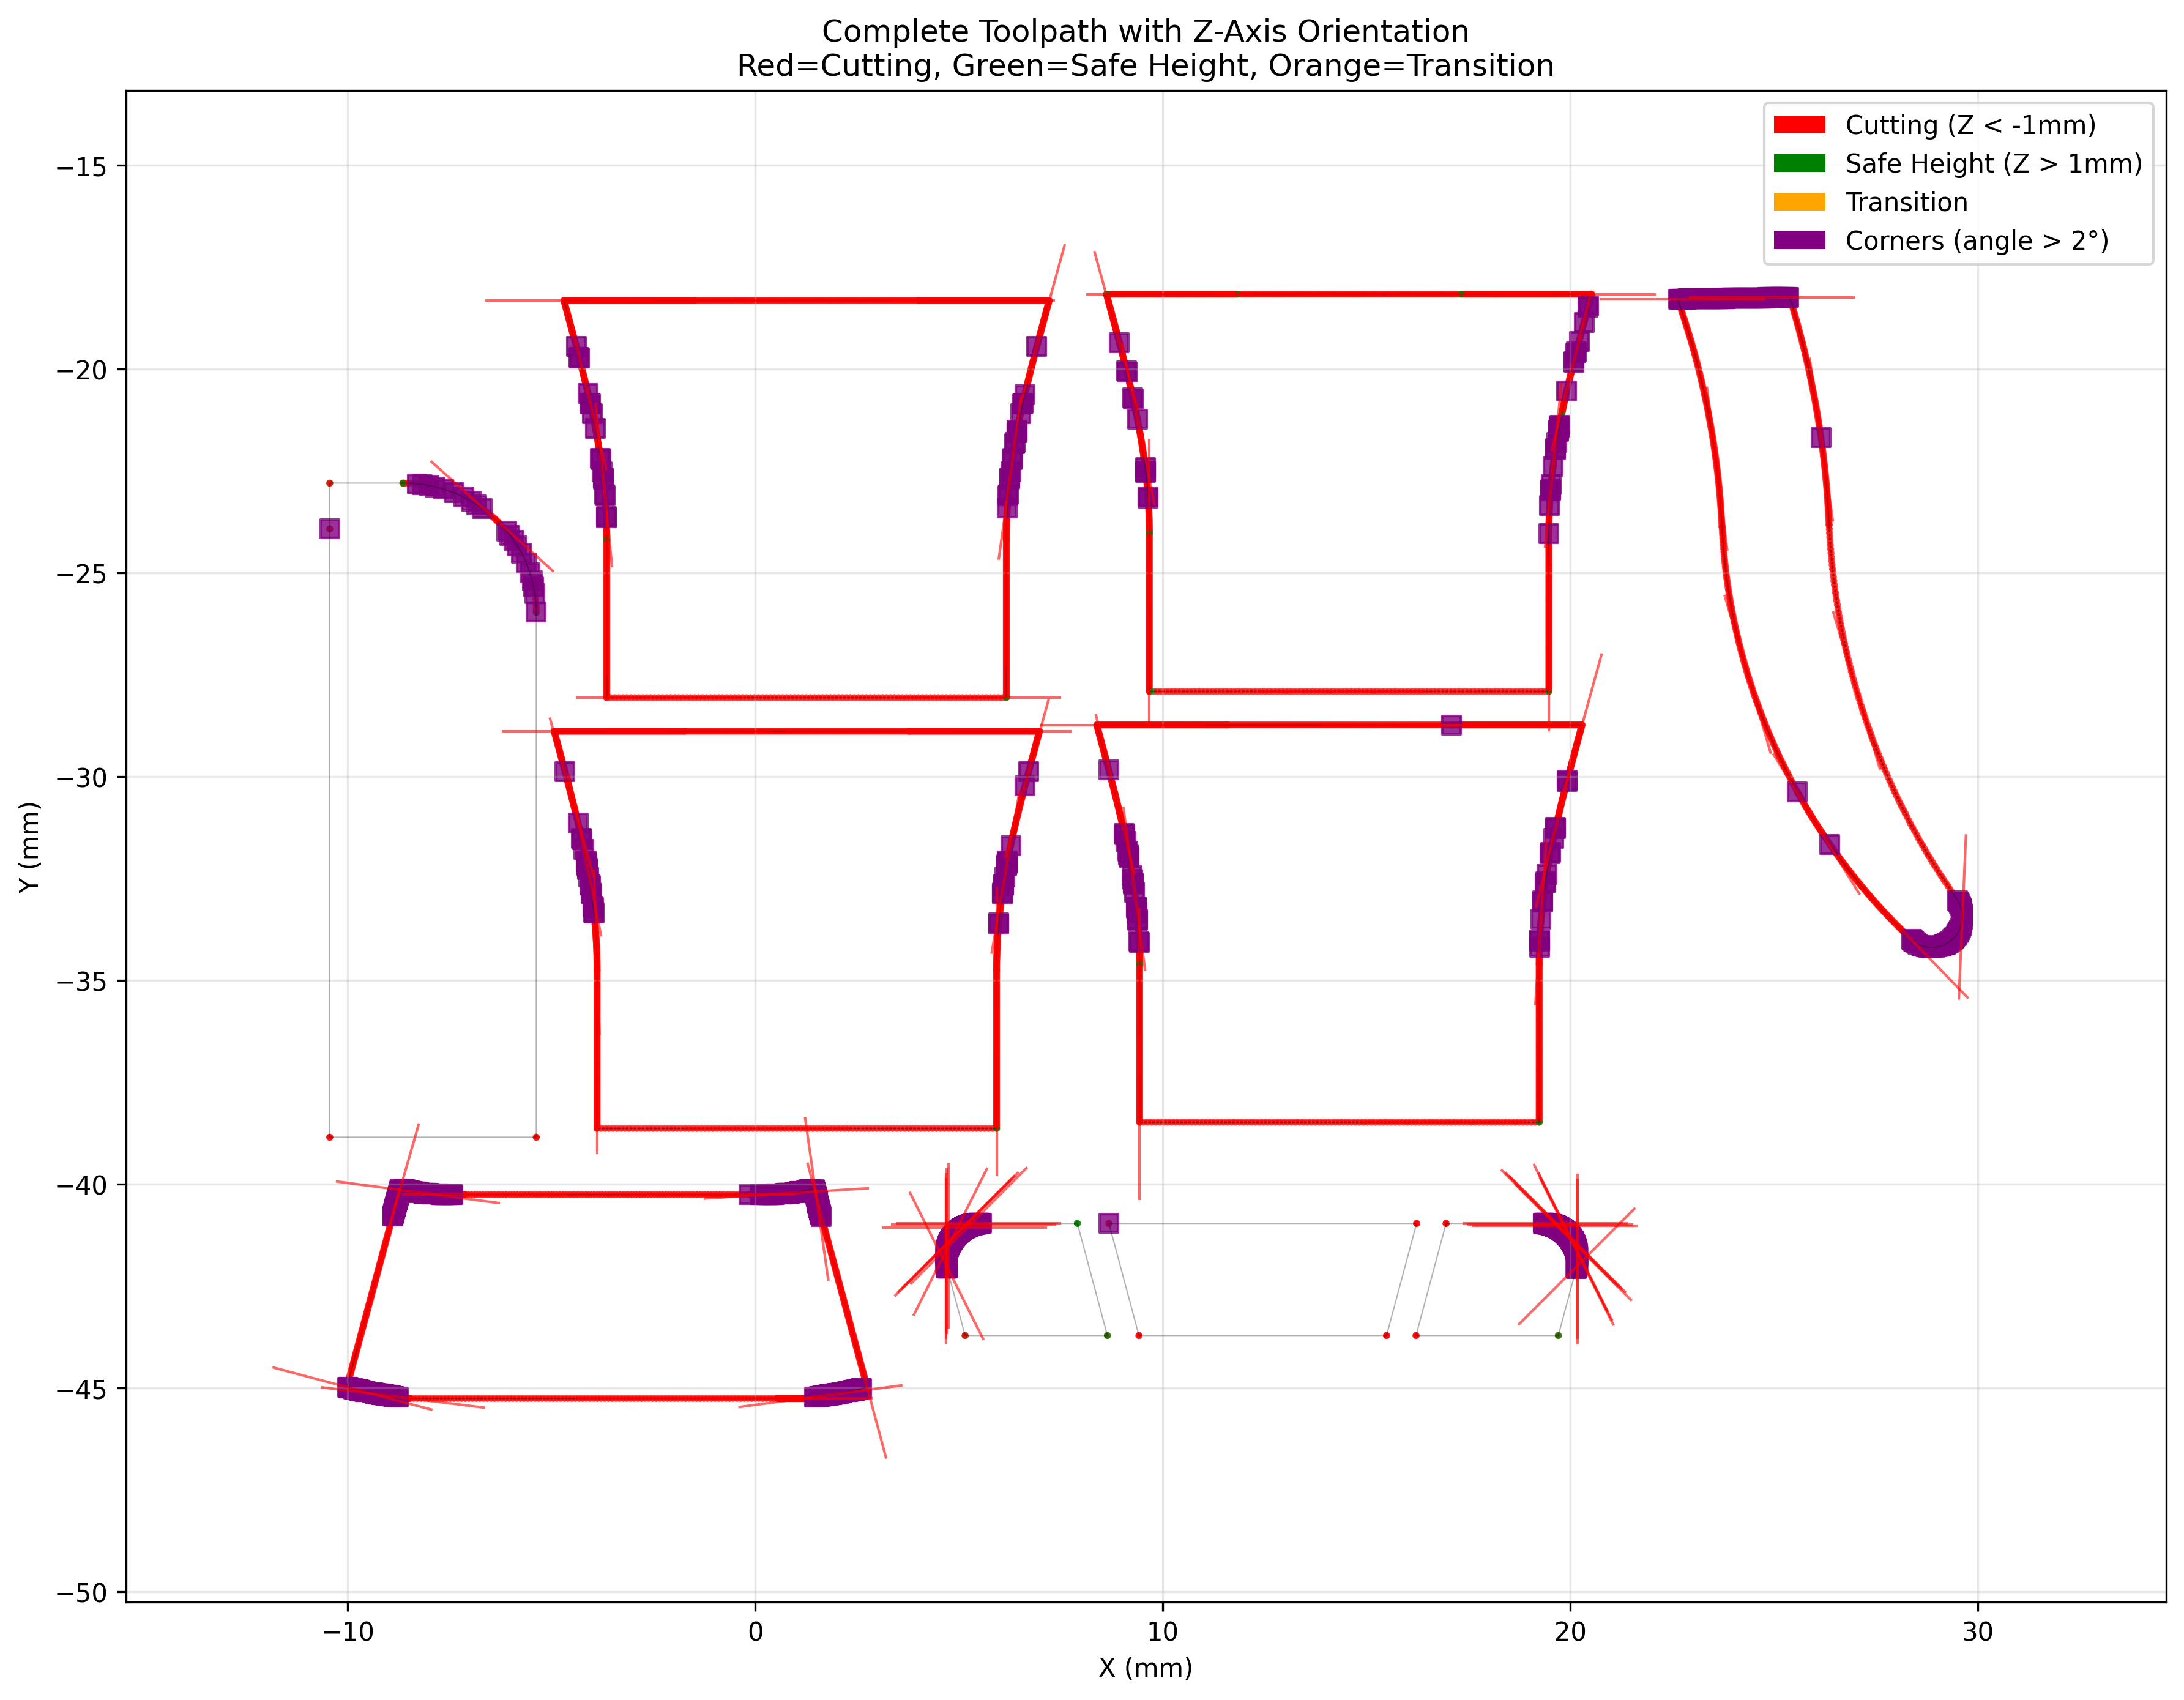 Complete Toolpath with Z-Axis Orientation
Red=Cutting, Green=Safe Height, Orange=Transition
Cutting (Z < -1mm)
Safe Height (Z > 1mm)
Transition
Corners (angle > 2°)
−15
−20
−25
−30
−35
−40
−45
−50
Y (mm)
−10
0
10
20
30
X (mm)